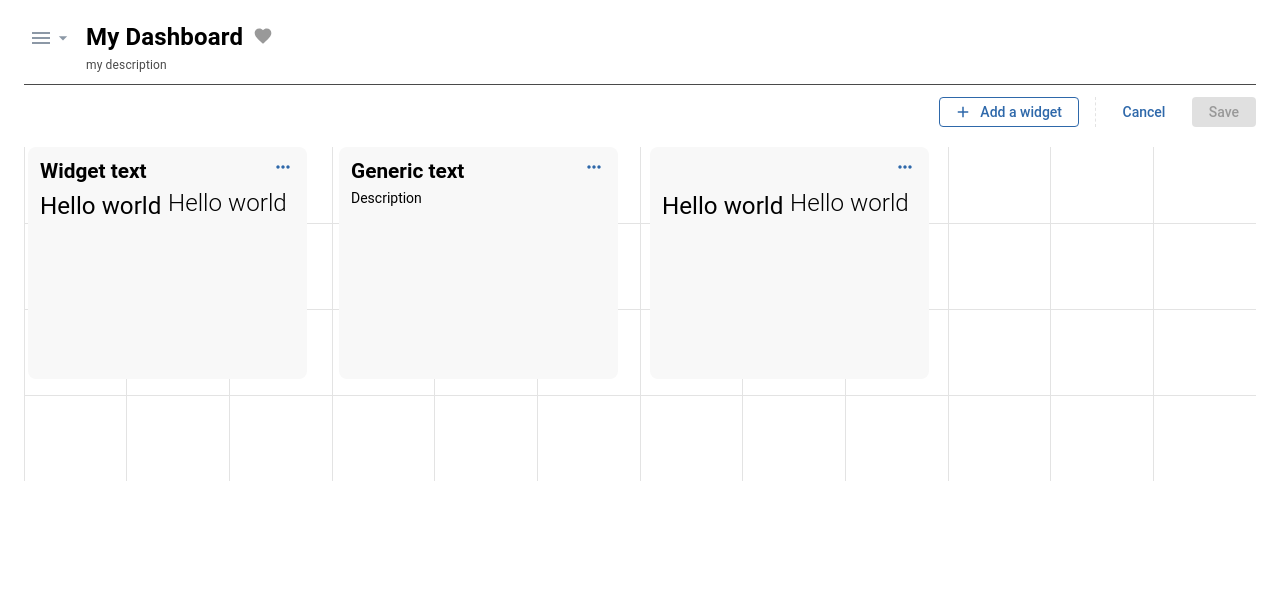 My Dashboard
my description
Add a widget
Cancel
Save
Widget text
Hello world Hello world
Generic text
Description
Hello world Hello world